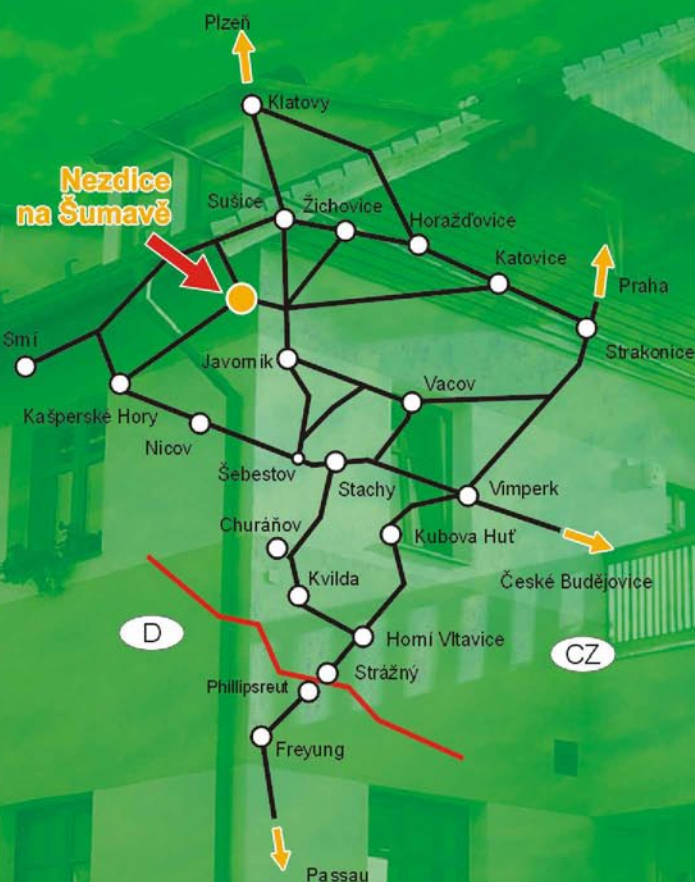 Plzeň
Klatovy
Nezdice
na Šumavě
Sušice
Žichovice
Horažďovice
Katovice
Praha
Strakonice
Srní
Javorník
Kašperské Hory
Vacov
Nicov
Šebestov
Stachy
Vimperk
Churáňov
Kubova Huť
České Budějovice
Kvilda
D
Horní Vltavice
CZ
Strážný
Phillipsreut
Freyung
Passau